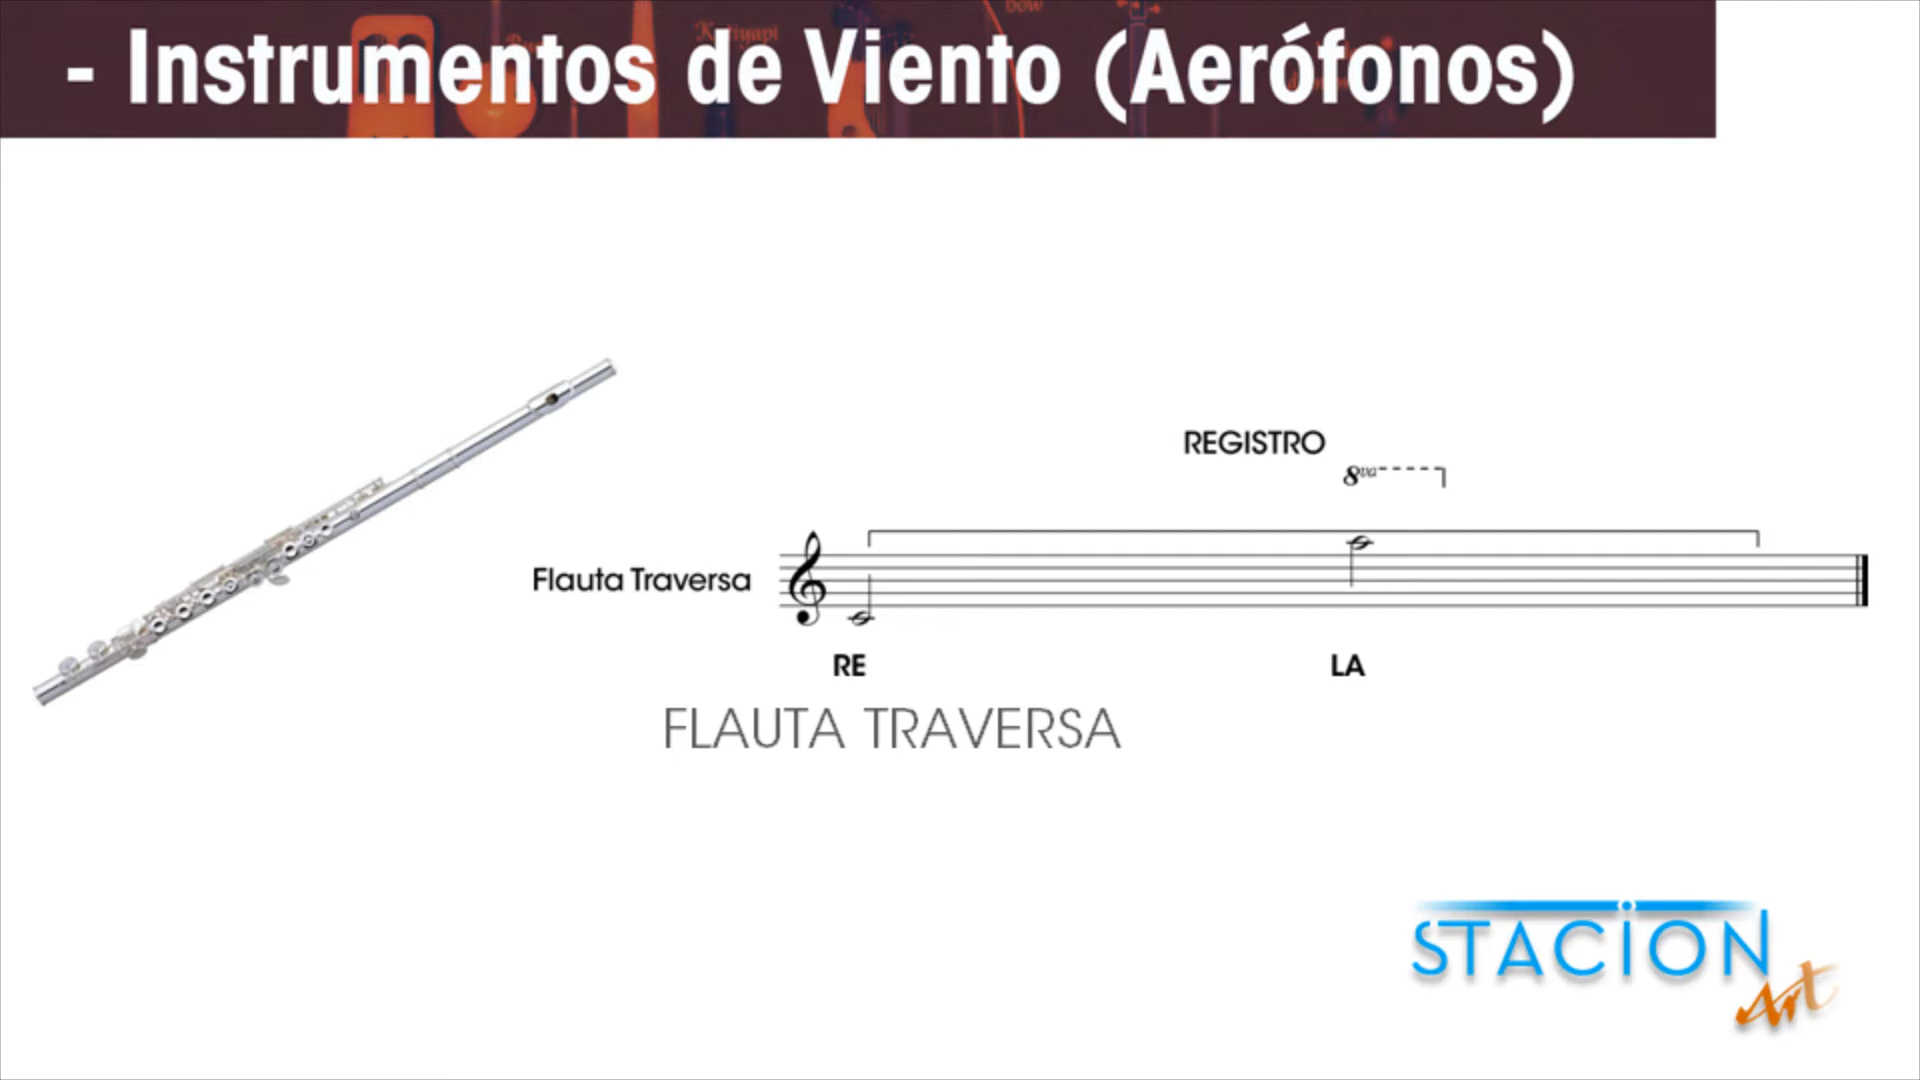 - Instrumentos de Viento (Aerófonos)
REGISTRO
8va
Flauta Traversa
RE LA
FLAUTA TRAVERSA
STACION
Art